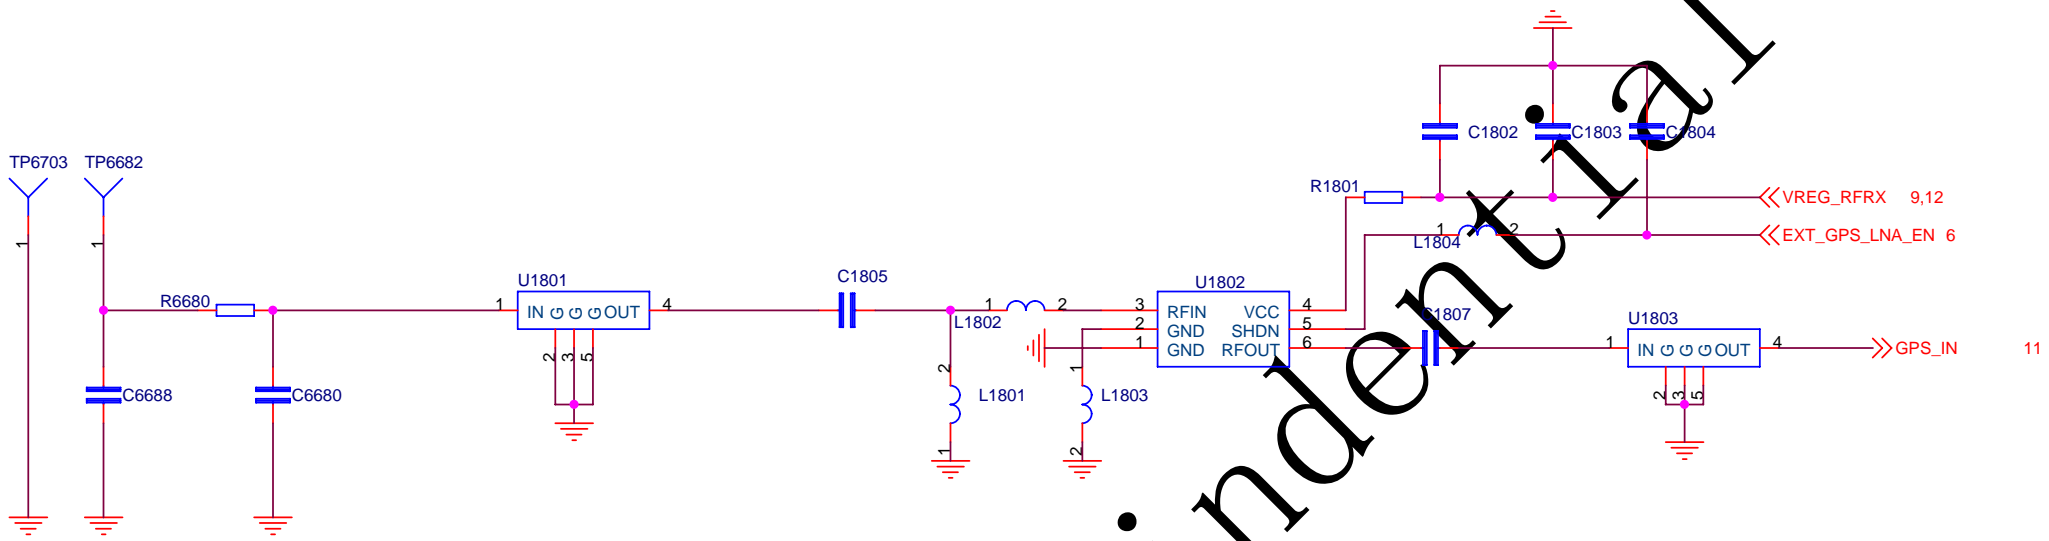 TP6703 TP6682
1 1
R6680
C6688
C6680
U1801
1 IN G G G OUT 4
2 3 5
C1805
L1802
1 2
2
L1801
1
U1802
3 RFIN VCC 4
2 GND SHDN 5
1 GND RFOUT 6
1
L1803
2
C1802 C1803 C1804
R1801
VREG_RFRX 9,12
1 2
L1804
EXT_GPS_LNA_EN 6
C1807
U1803
1 IN G G G OUT 4
2 3 5
GPS_IN 11
indential